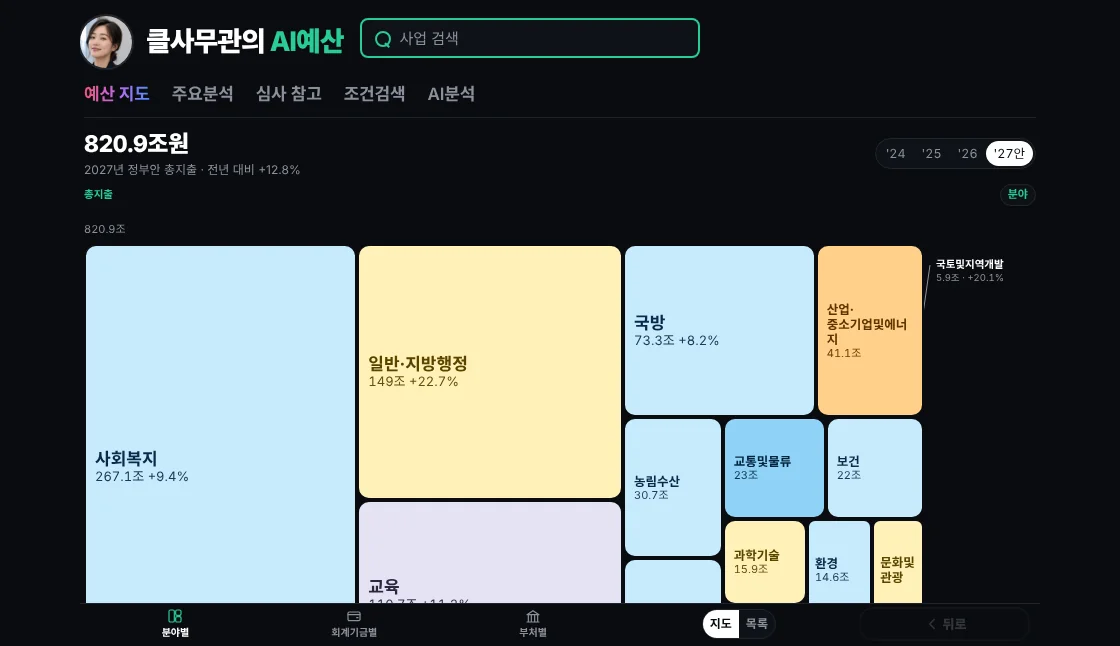 클사무관의 AI예산
사업 검색
예산 지도 주요분석 심사 참고 조건검색 AI분석
820.9조원
2027년 정부안 총지출 · 전년 대비 +12.8%
'24 '25 '26 '27안
총지출
분야
820.9조
사회복지
267.1조 +9.4%
일반·지방행정
149조 +22.7%
교육
110.7조 +11.2%
국방
73.3조 +8.2%
산업·
중소기업및에너
지
41.1조
국토및지역개발
5.9조 · +20.1%
농림수산
30.7조
교통및물류
23조
보건
22조
과학기술
15.9조
환경
14.6조
문화및
관광
분야별
회계기금별
부처별
지도 목록
뒤로